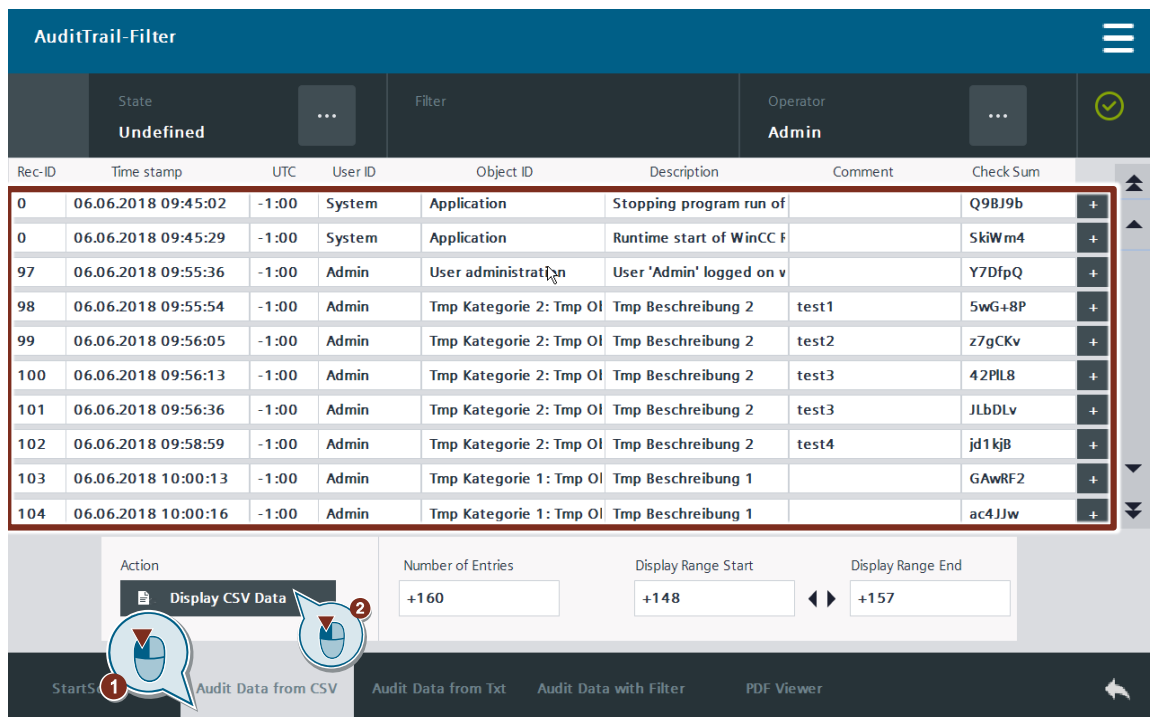 AuditTrail-Filter
State Filter Operator
Undefined ... Admin ...
Rec-ID Time stamp UTC User ID Object ID Description Comment Check Sum
0 06.06.2018 09:45:02 -1:00 System Application Stopping program run of Q9BJ9b +
0 06.06.2018 09:45:29 -1:00 System Application Runtime start of WinCC SkiWm4 +
97 06.06.2018 09:55:36 -1:00 Admin User administration User 'Admin' logged on Y7DfpQ +
98 06.06.2018 09:55:54 -1:00 Admin Tmp Kategorie 2: Tmp Tmp Beschreibung 2 test1 5wG+8P +
99 06.06.2018 09:56:05 -1:00 Admin Tmp Kategorie 2: Tmp Tmp Beschreibung 2 test2 z7gCKv +
100 06.06.2018 09:56:13 -1:00 Admin Tmp Kategorie 2: Tmp Tmp Beschreibung 2 test3 +
101 06.06.2018 09:56:36 -1:00 Admin Tmp Kategorie 2: Tmp Tmp Beschreibung 2 test3 JLbDLv +
102 06.06.2018 09:58:59 -1:00 Admin Tmp Kategorie 2: Tmp Tmp Beschreibung 2 test4 jd1kjB +
103 06.06.2018 10:00:13 -1:00 Admin Tmp Kategorie 1: Tmp Tmp Beschreibung 1 GAwRF2 +
104 06.06.2018 10:00:16 -1:00 Admin Tmp Kategorie 1: Tmp Tmp Beschreibung 1 ac4JJw +
Action Number of Entries Display Range Start Display Range End
Display CSV Data +160 +148 +157
2
1
Audit Data from CSV Audit Data from Txt Audit Data with Filter PDF Viewer